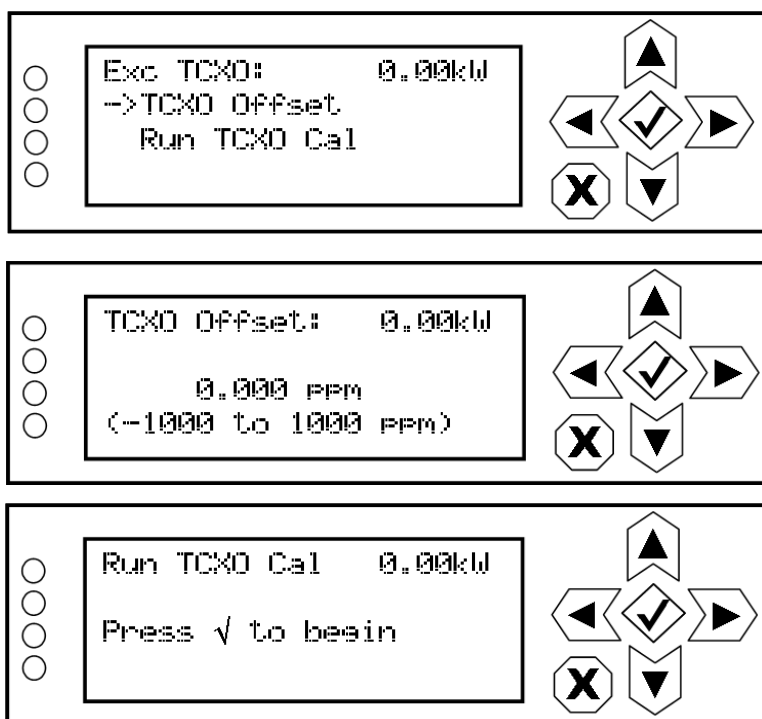 Exc TCXO: 0.00kW
->TCXO Offset
Run TCXO Cal
TCXO Offset: 0.00kW
0.000 ppm
(-1000 to 1000 ppm)
Run TCXO Cal 0.00kW
Press √ to begin